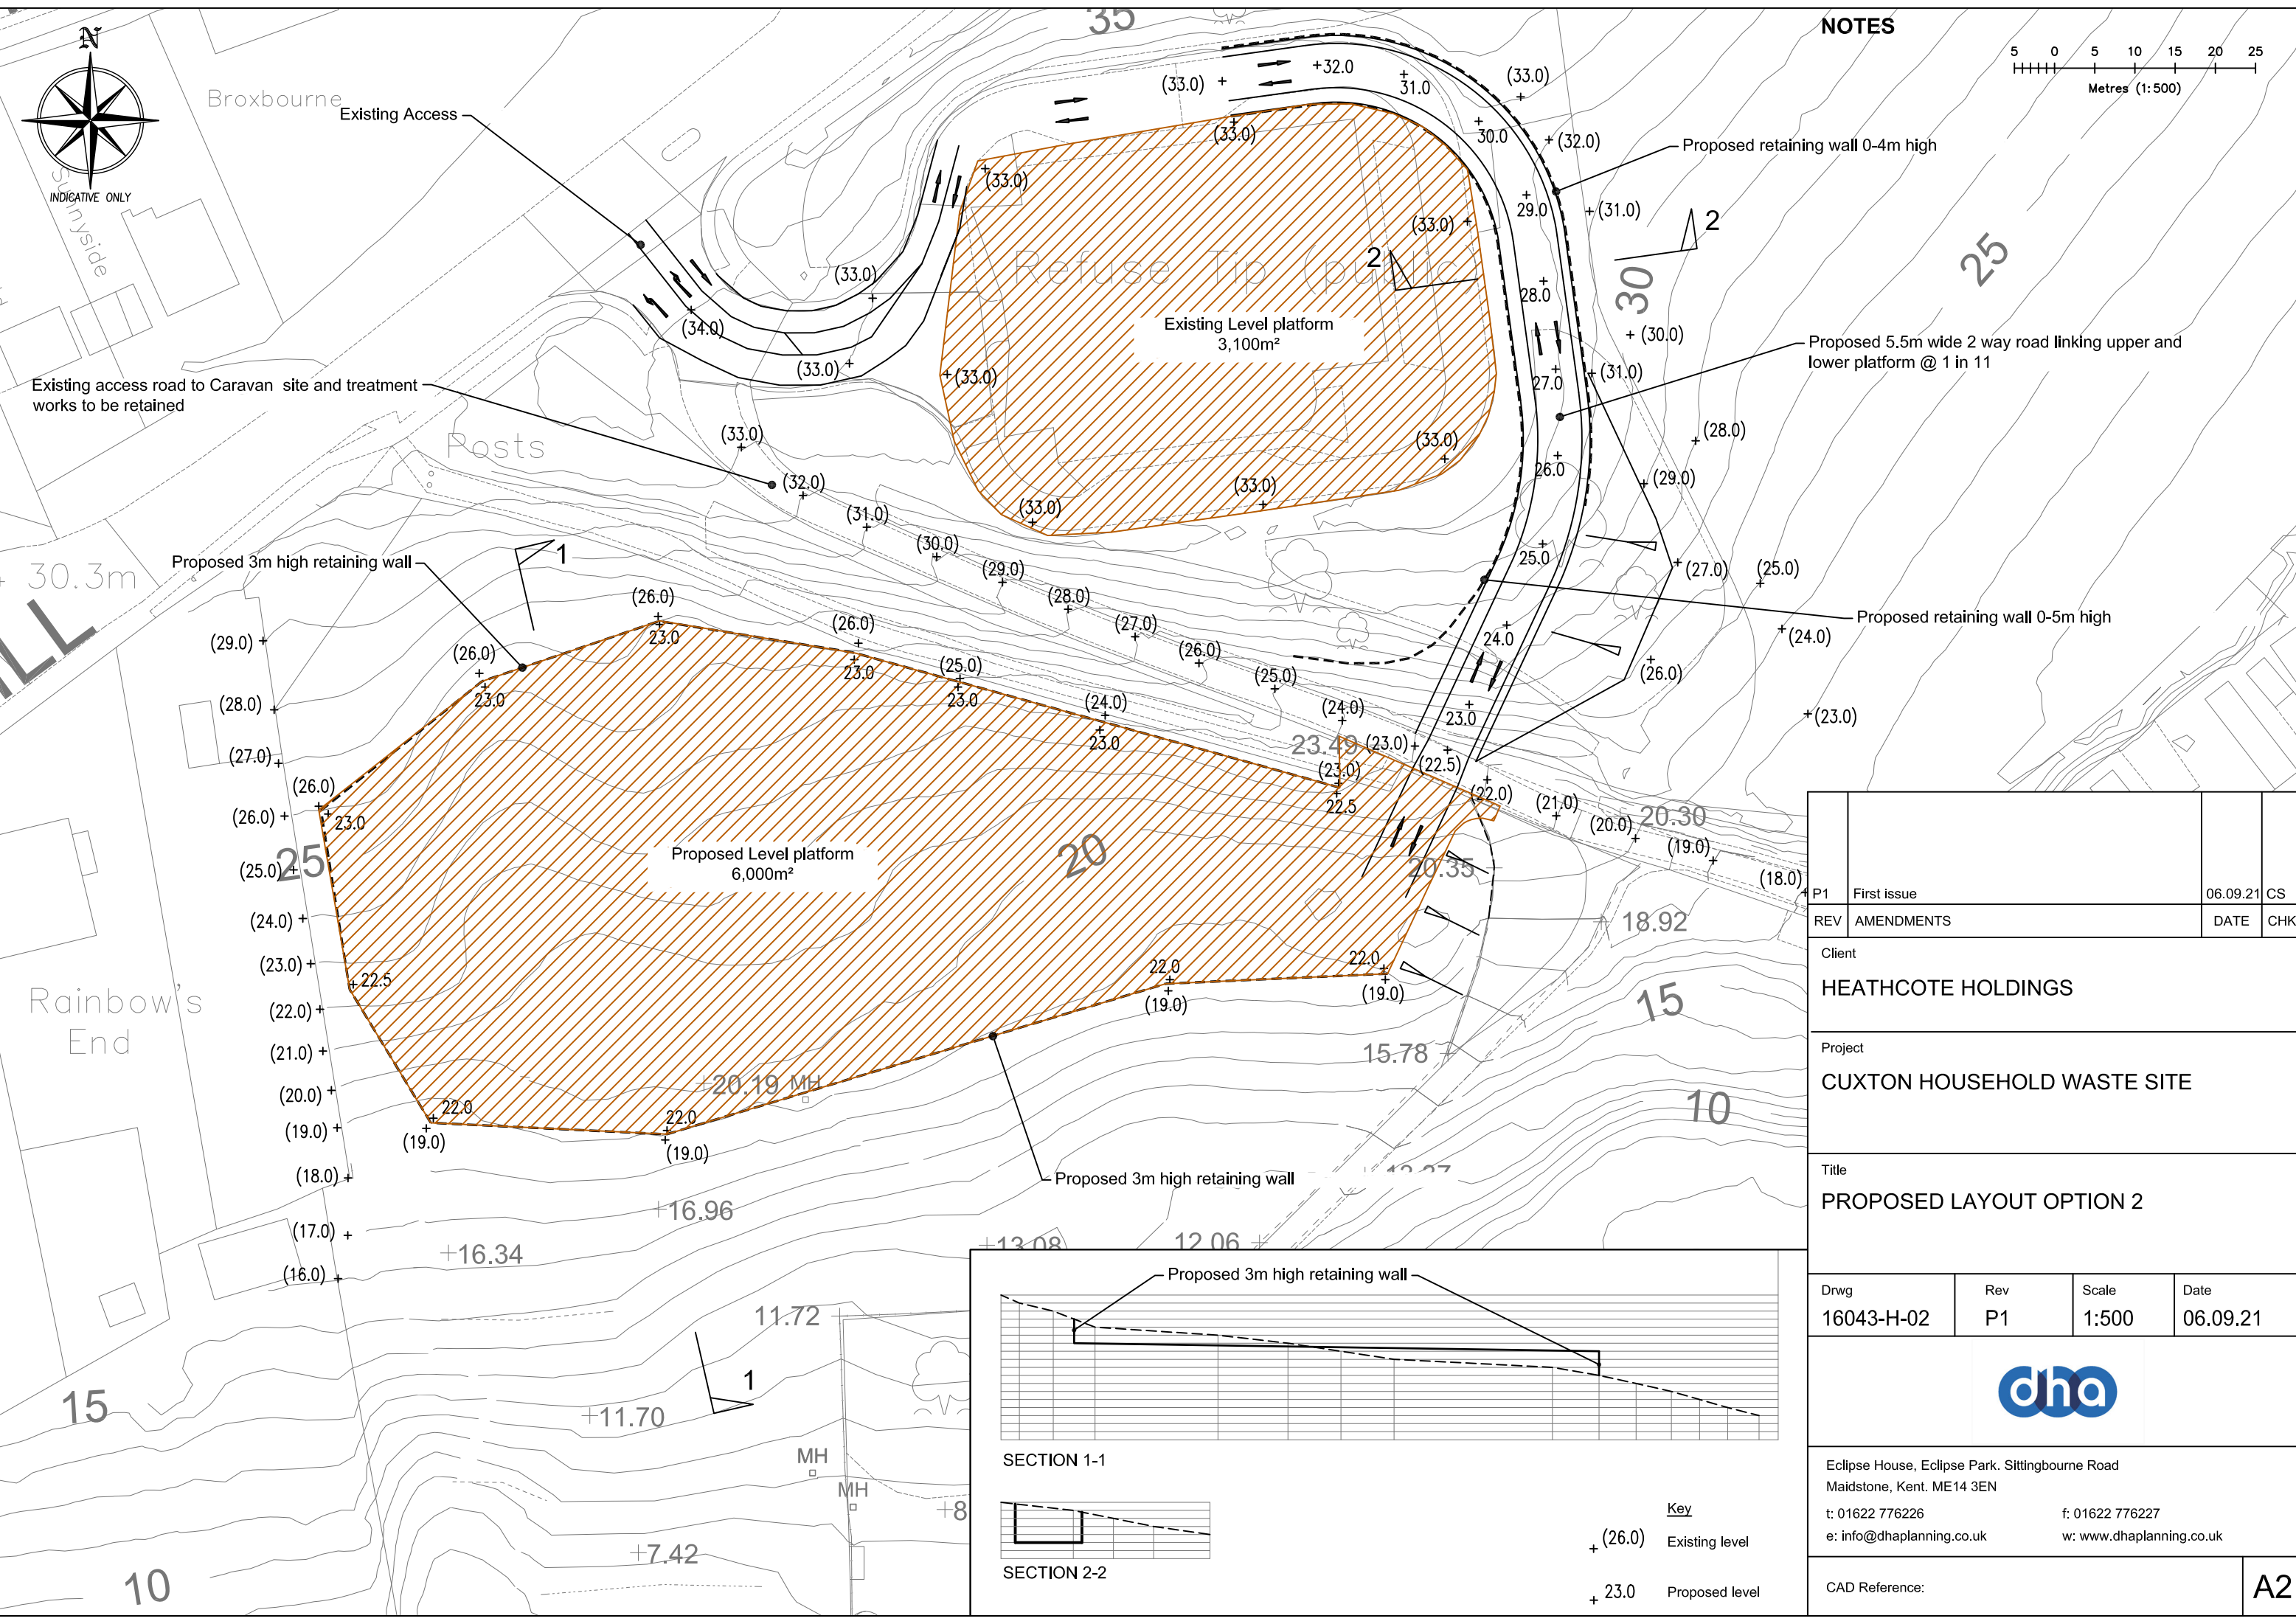 NOTES
5 0 5 10 15 20 25
Metres (1:500)
N
INDICATIVE ONLY
Broxbourne
Sunnyside
Existing Access
35
(33.0)
32.0
31.0
(33.0)
(33.0)
30.0
(32.0)
Proposed retaining wall 0-4m high
(33.0)
29.0
(31.0)
(33.0)
2
2
Refuse Tip (public)
(33.0)
28.0
30
25
(34.0)
Existing Level platform
3,100m²
(30.0)
Proposed 5.5m wide 2 way road linking upper and
lower platform @ 1 in 11
(33.0)
(33.0)
27.0
(31.0)
Existing access road to Caravan site and treatment
works to be retained
Posts
(33.0)
(33.0)
(28.0)
26.0
(32.0)
(33.0)
(29.0)
(31.0)
(33.0)
(30.0)
25.0
1
Proposed 3m high retaining wall
30.3m
(29.0)
(27.0)
(25.0)
(28.0)
(26.0)
Proposed retaining wall 0-5m high
23.0
(26.0)
(27.0)
24.0
(24.0)
(29.0)
(26.0)
(26.0)
(25.0)
23.0
(25.0)
(26.0)
23.0
23.0
(28.0)
(24.0)
(24.0)
23.0
(23.0)
23.0
23.49
(23.0)
(27.0)
(22.5)
(23.0)
(26.0)
22.5
(22.0)
(21.0)
(26.0)
23.0
(20.0)
20.30
(19.0)
25
(25.0)
Proposed Level platform
6,000m²
20
20.35
(18.0)
(24.0)
18.92
(23.0)
22.5
22.0
22.0
(19.0)
(19.0)
15
Rainbow's
End
(22.0)
(21.0)
15.78
(20.0)
20.19 MH
22.0
22.0
10
(19.0)
(19.0)
(19.0)
(18.0)
Proposed 3m high retaining wall
16.96
(17.0)
16.34
13.08
12.06
(16.0)
11.72
15
1
11.70
MH
MH
7.42
10
Proposed 3m high retaining wall
SECTION 1-1
SECTION 2-2
Key
(26.0) Existing level
23.0 Proposed level
P1 First issue 06.09.21 CS
REV AMENDMENTS DATE CHK
Client
HEATHCOTE HOLDINGS
Project
CUXTON HOUSEHOLD WASTE SITE
Title
PROPOSED LAYOUT OPTION 2
Drwg Rev Scale Date
16043-H-02 P1 1:500 06.09.21
dha
Eclipse House, Eclipse Park. Sittingbourne Road
Maidstone, Kent. ME14 3EN
t: 01622 776226 f: 01622 776227
e: info@dhaplanning.co.uk w: www.dhaplanning.co.uk
CAD Reference:
A2